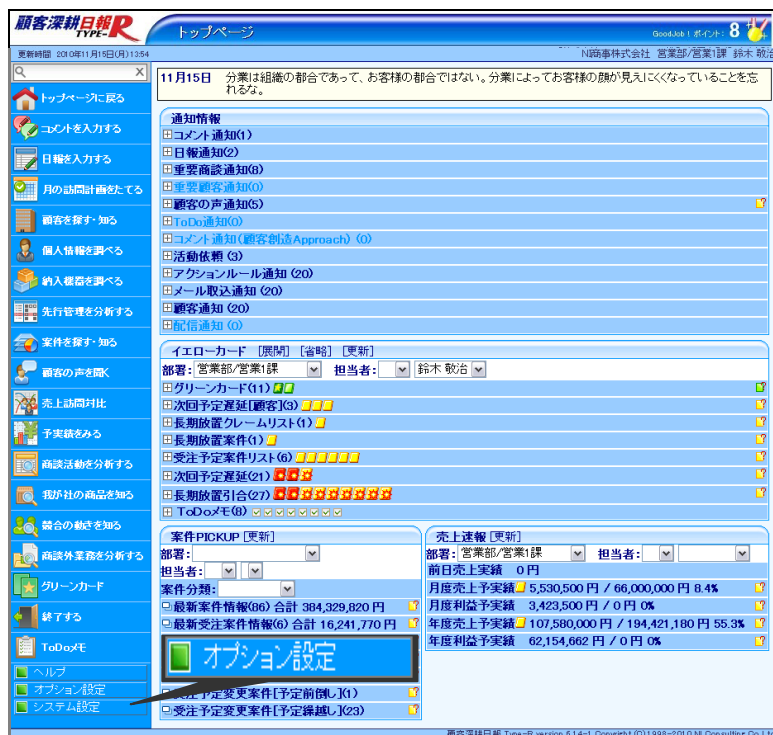 顧客深耕日報 TYPE-R
トップページ
GoodJob！ポイント: 8
更新時間 2010年11月15日(月)13:54
NI商事株式会社 営業部/営業1課 鈴木 敬治
X
11月15日 分業は組織の都合であって、お客様の都合ではない。分業によってお客様の顔が見えにくくなっていることを忘
れるな。
トップページに戻る
コメントを入力する
日報を入力する
月の訪問計画をたてる
顧客を探す・知る
個人情報を調べる
納入機器を調べる
先行管理を分析する
案件を探す・知る
顧客の声を聞く
売上訪問対比
予実績をみる
商談活動を分析する
我が社の商品を知る
競合の動きを知る
商談外業務を分析する
グリーンカード
終了する
ToDoメモ
ヘルプ
オプション設定
システム設定
通知情報
コメント通知(1)
日報通知(2)
重要商談通知(8)
重要顧客通知(0)
顧客の声通知(5)
ToDo通知(0)
コメント通知(顧客創造Approach) (0)
活動依頼 (3)
アクションルール通知 (20)
メール取込通知 (20)
顧客通知 (20)
配信通知 (0)
イエローカード [展開] [省略] [更新]
部署: 営業部/営業1課 担当者: 鈴木 敬治
グリーンカード(11)
次回予定遅延[顧客](3)
長期放置クレームリスト(1)
長期放置案件(1)
受注予定案件リスト(6)
次回予定遅延(21)
長期放置引合(27)
ToDoメモ(8)
案件PICKUP [更新]
部署:
担当者:
案件分類:
最新案件情報(86) 合計 384,329,820 円
最新受注案件情報(6) 合計 16,241,770 円
オプション設定
受注予定変更案件[予定前倒し](1)
受注予定変更案件[予定繰越し](23)
売上速報 [更新]
部署: 営業部/営業1課 担当者:
前日売上実績 0 円
月度売上予実績 5,530,500 円 / 66,000,000 円 8.4%
月度利益予実績 3,423,500 円 / 0 円 0%
年度売上予実績 107,580,000 円 / 194,421,180 円 55.3%
年度利益予実績 62,154,662 円 / 0 円 0%
顧客深耕日報 Type-R version 5.1.4-1 Copyright (C)1998-2010 NI Consulting Co.,Ltd